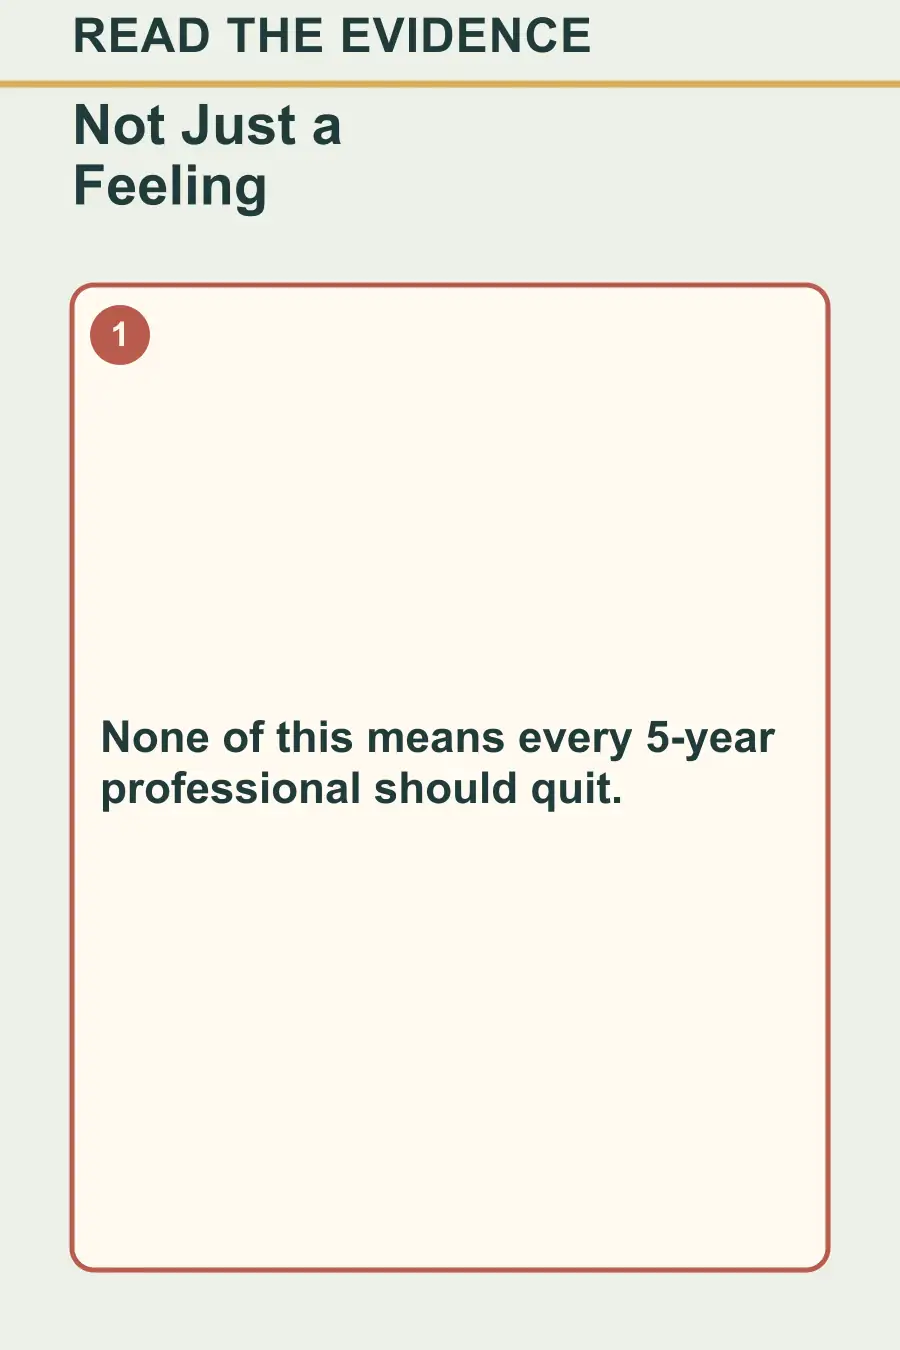 READ THE EVIDENCE
Not Just a
Feeling
1
None of this means every 5-year
professional should quit.